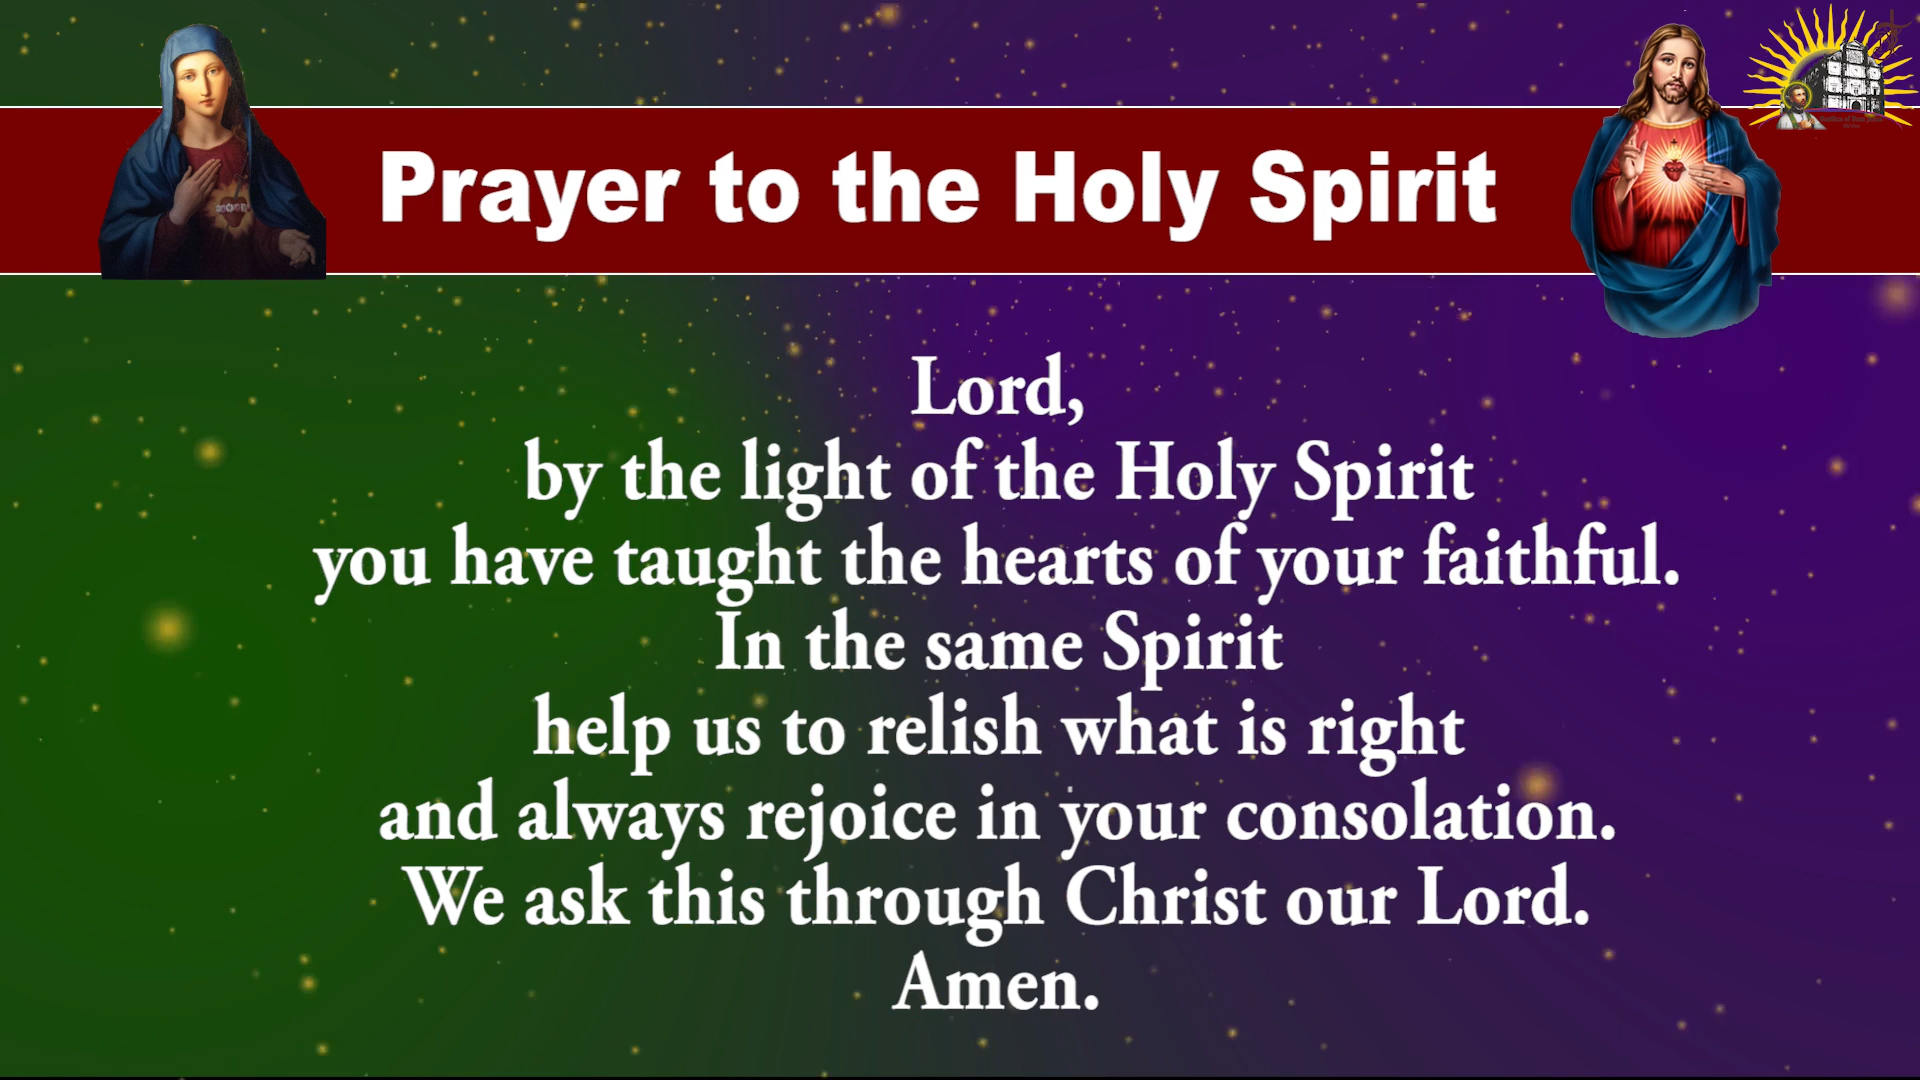 Prayer to the Holy Spirit
Lord,
by the light of the Holy Spirit
you have taught the hearts of your faithful.
In the same Spirit
help us to relish what is right
and always rejoice in your consolation.
We ask this through Christ our Lord.
Amen.